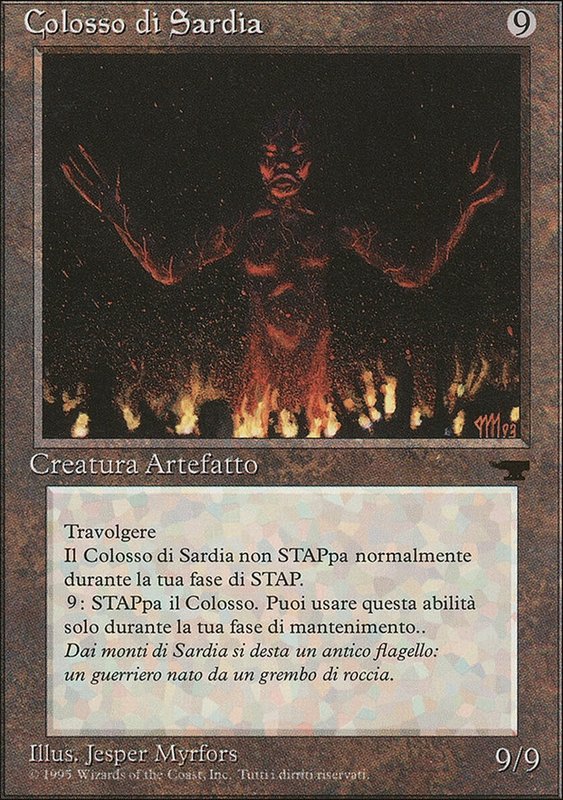 Colosso di Sardia
9
Creatura Artefatto
Travolgere
Il Colosso di Sardia non STAPpa normalmente
durante la tua fase di STAP.
9: STAPpa il Colosso. Puoi usare questa abilità
solo durante la tua fase di mantenimento..
Dai monti di Sardia si desta un antico flagello:
un guerriero nato da un grembo di roccia.
Illus. Jesper Myrfors
9/9
© 1995 Wizards of the Coast, Inc. Tutti i diritti riservati.